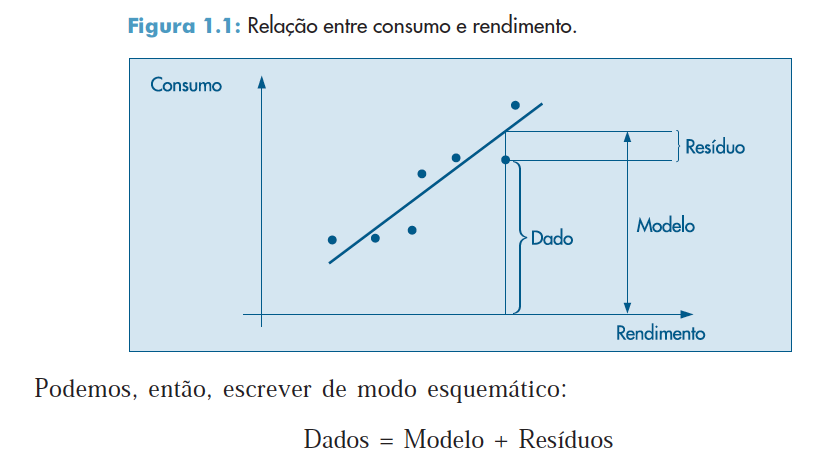 Figura 1.1: Relação entre consumo e rendimento.
Consumo
Resíduo
Modelo
Dado
Rendimento
Podemos, então, escrever de modo esquemático:
Dados = Modelo + Resíduos